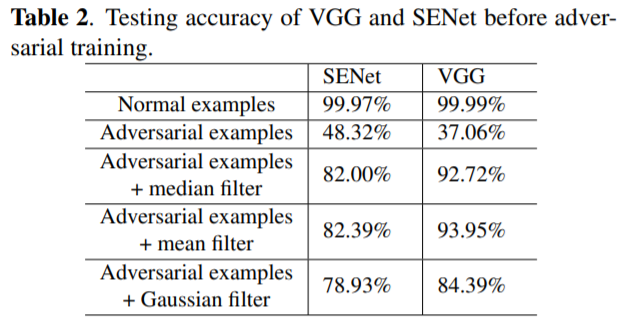 Table 2. Testing accuracy of VGG and SENet before adver-
sarial training.
SENet VGG
Normal examples 99.97% 99.99%
Adversarial examples 48.32% 37.06%
Adversarial examples
+ median filter 82.00% 92.72%
Adversarial examples
+ mean filter 82.39% 93.95%
Adversarial examples
+ Gaussian filter 78.93% 84.39%